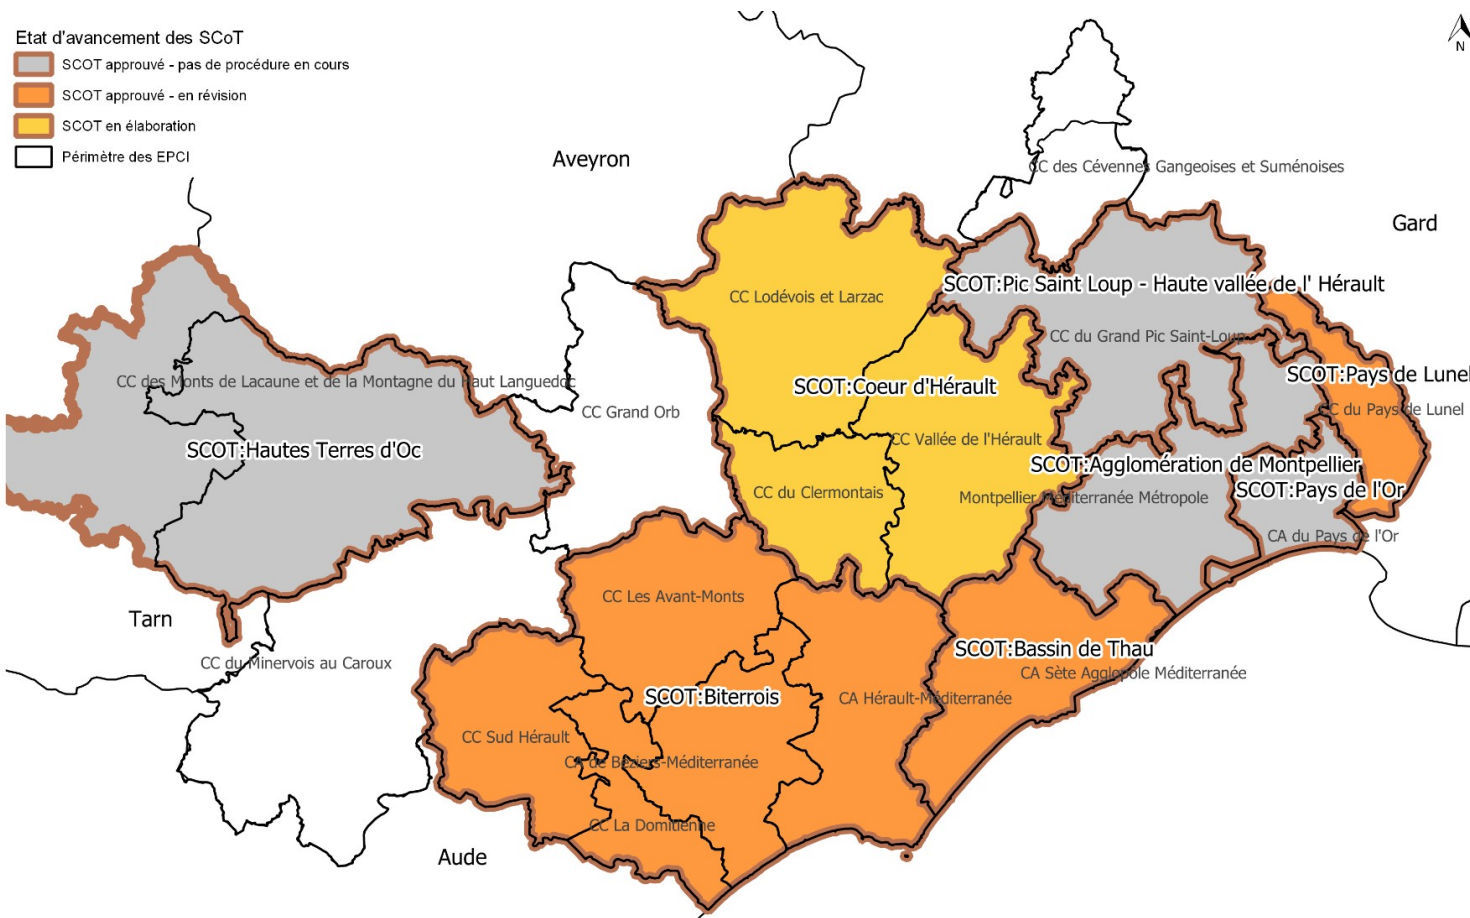 Etat d'avancement des SCoT
SCOT approuvé - pas de procédure en cours
SCOT approuvé - en révision
SCOT en élaboration
Périmètre des EPCI
N
Aveyron
CC des Cévennes Gangeoises et Suménoises
Gard
SCOT:Pic Saint Loup - Haute vallée de l' Hérault
CC Lodévois et Larzac
CC du Grand Pic Saint-Loup
SCOT:Pays de Lunel
CC des Monts de Lacaune et de la Montagne du Haut Languedoc
SCOT:Coeur d'Hérault
CC Grand Orb
CC du Pays de Lunel
CC Vallée de l'Hérault
SCOT:Hautes Terres d'Oc
SCOT:Agglomération de Montpellier
CC du Clermontais
Montpellier Méditerranée Métropole
SCOT:Pays de l'Or
CA du Pays de l'Or
CC Les Avant-Monts
Tarn
SCOT:Bassin de Thau
CC du Minervois au Caroux
CA Sète Agglopôle Méditerranée
SCOT:Biterrois
CA Hérault-Méditerranée
CC Sud Hérault
CA de Béziers-Méditerranée
CC La Domitienne
Aude